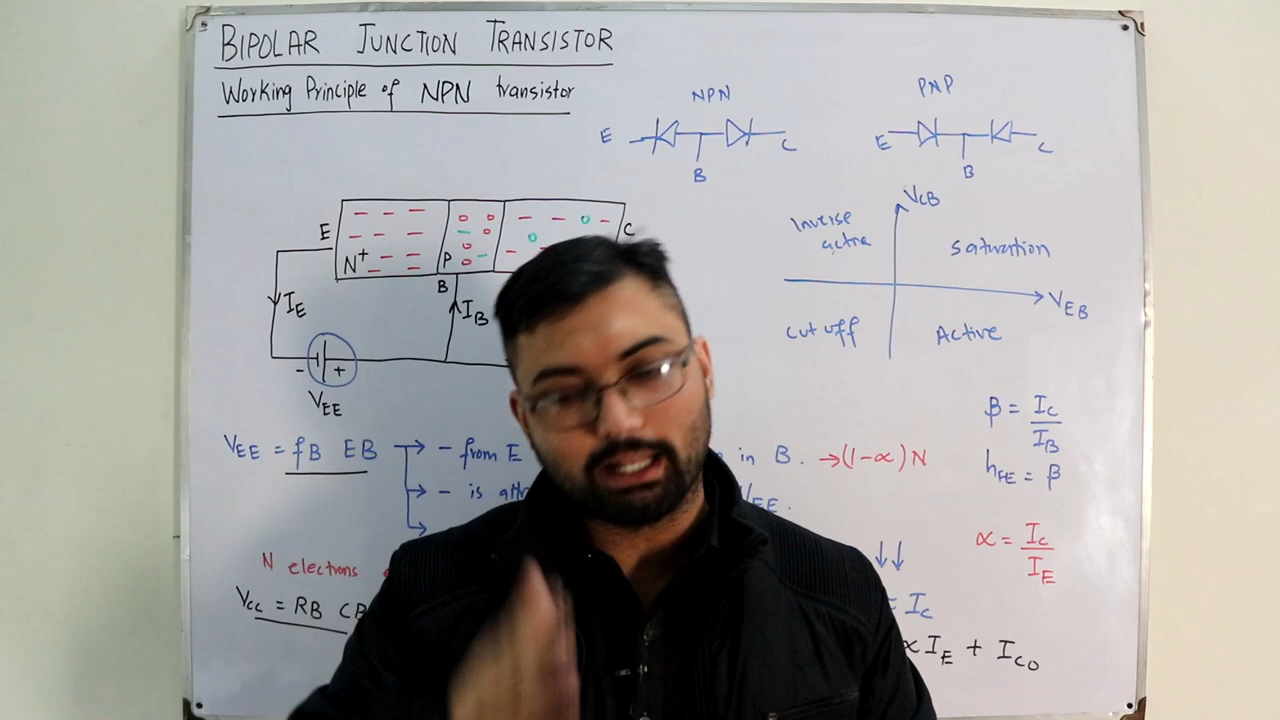 BIPOLAR JUNCTION TRANSISTOR
Working Principle of NPN transistor
NPN
E
C
B
PNP
E
C
B
E
N+
P
C
B
IE
IB
- +
VEE
VCB
Inverse active
saturation
VEB
cut off
Active
VEE = fB EB → - from E in B. → (1-α) N
→ - is VEE.
N electrons
VCC = RB CB
↓↓
= IC
αIE + ICO
β = IC/IB
hFE = β
α = IC/IE